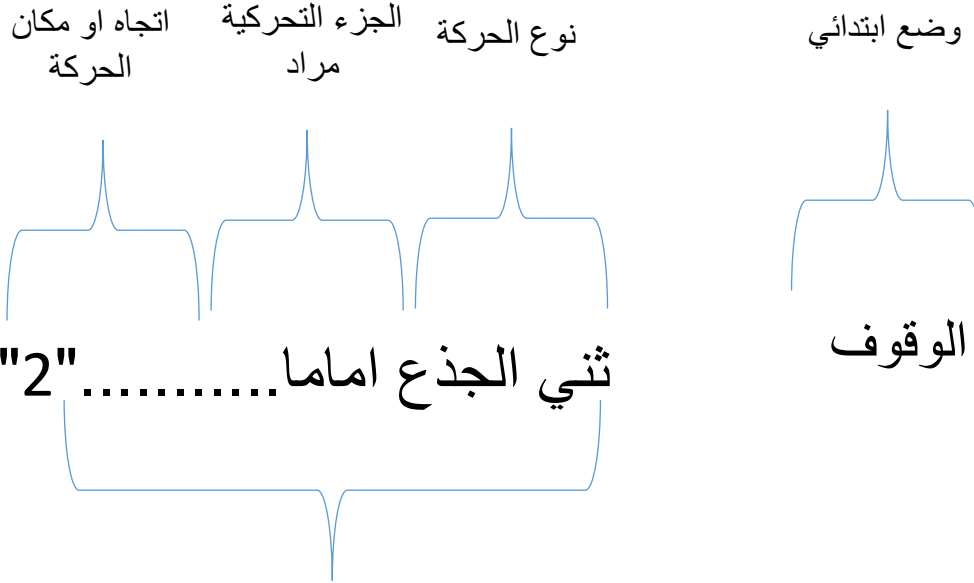 وضع ابتدائي
نوع الحركة
الجزء التحركية
مراد
اتجاه او مكان
الحركة
الوقوف
ثني الجذع اماما..........."2"